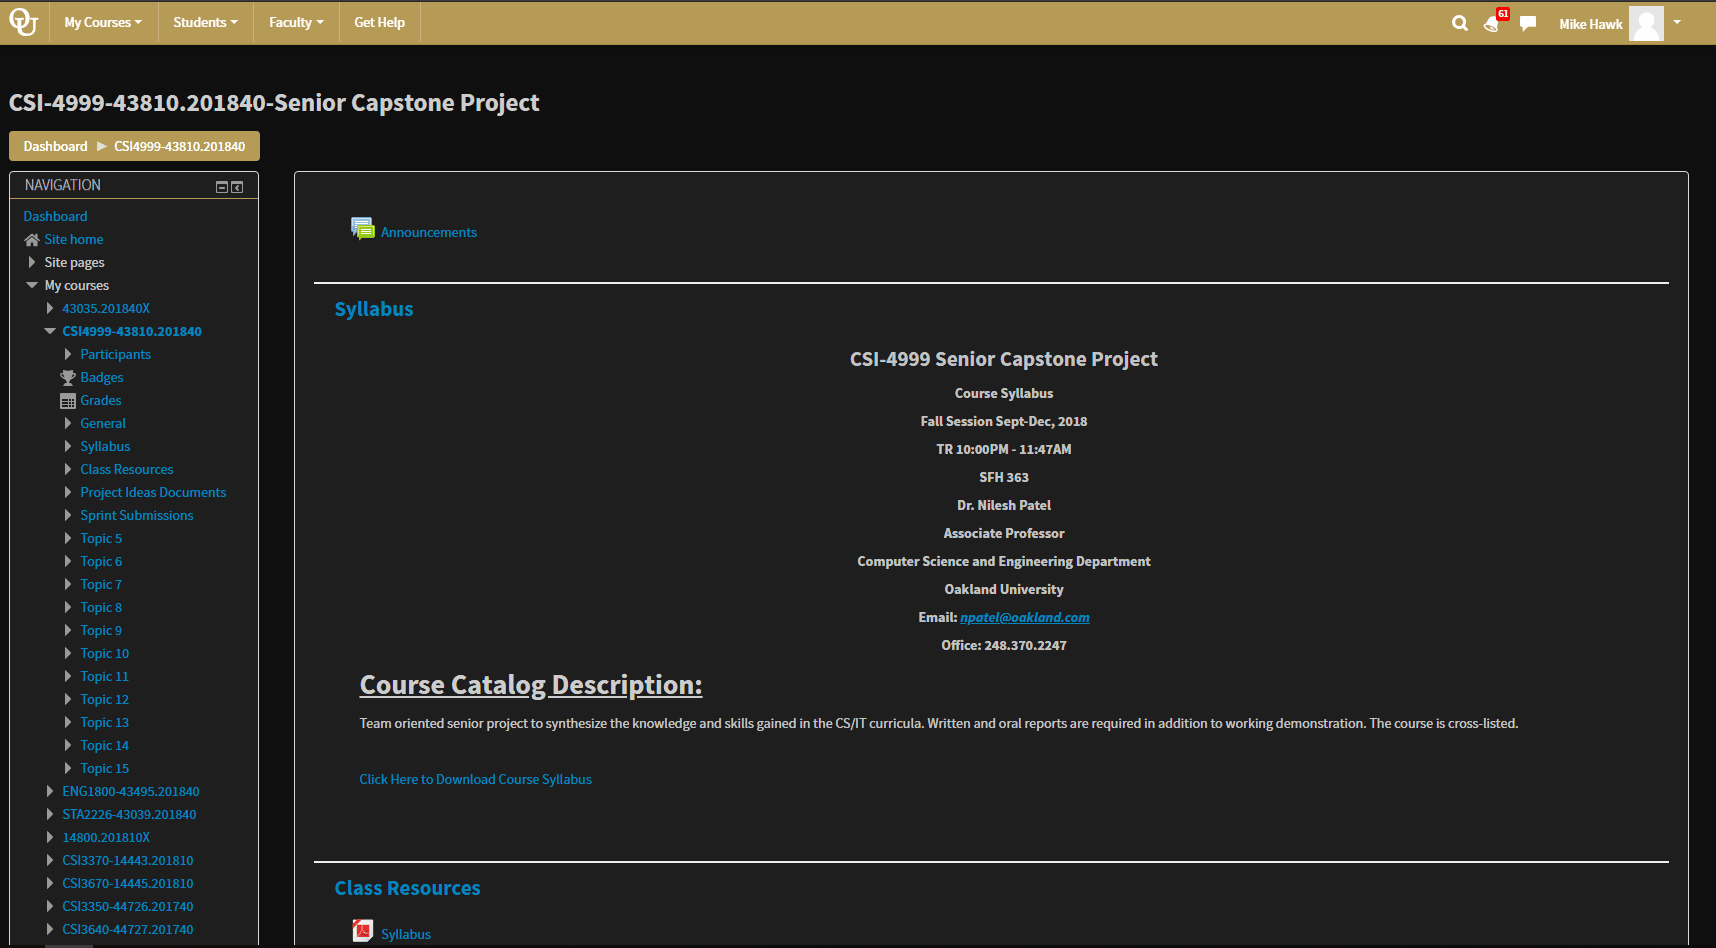 OU
My Courses
Students
Faculty
Get Help
61
Mike Hawk
CSI-4999-43810.201840-Senior Capstone Project
Dashboard
CSI4999-43810.201840
NAVIGATION
Dashboard
Site home
Site pages
My courses
43035.201840X
CSI4999-43810.201840
Participants
Badges
Grades
General
Syllabus
Class Resources
Project Ideas Documents
Sprint Submissions
Topic 5
Topic 6
Topic 7
Topic 8
Topic 9
Topic 10
Topic 11
Topic 12
Topic 13
Topic 14
Topic 15
ENG1800-43495.201840
STA2226-43039.201840
14800.201810X
CSI3370-14443.201810
CSI3670-14445.201810
CSI3350-44726.201740
CSI3640-44727.201740
Announcements
Syllabus
CSI-4999 Senior Capstone Project
Course Syllabus
Fall Session Sept-Dec, 2018
TR 10:00PM - 11:47AM
SFH 363
Dr. Nilesh Patel
Associate Professor
Computer Science and Engineering Department
Oakland University
Email: npatel@oakland.com
Office: 248.370.2247
Course Catalog Description:
Team oriented senior project to synthesize the knowledge and skills gained in the CS/IT curricula. Written and oral reports are required in addition to working demonstration. The course is cross-listed.
Click Here to Download Course Syllabus
Class Resources
Syllabus